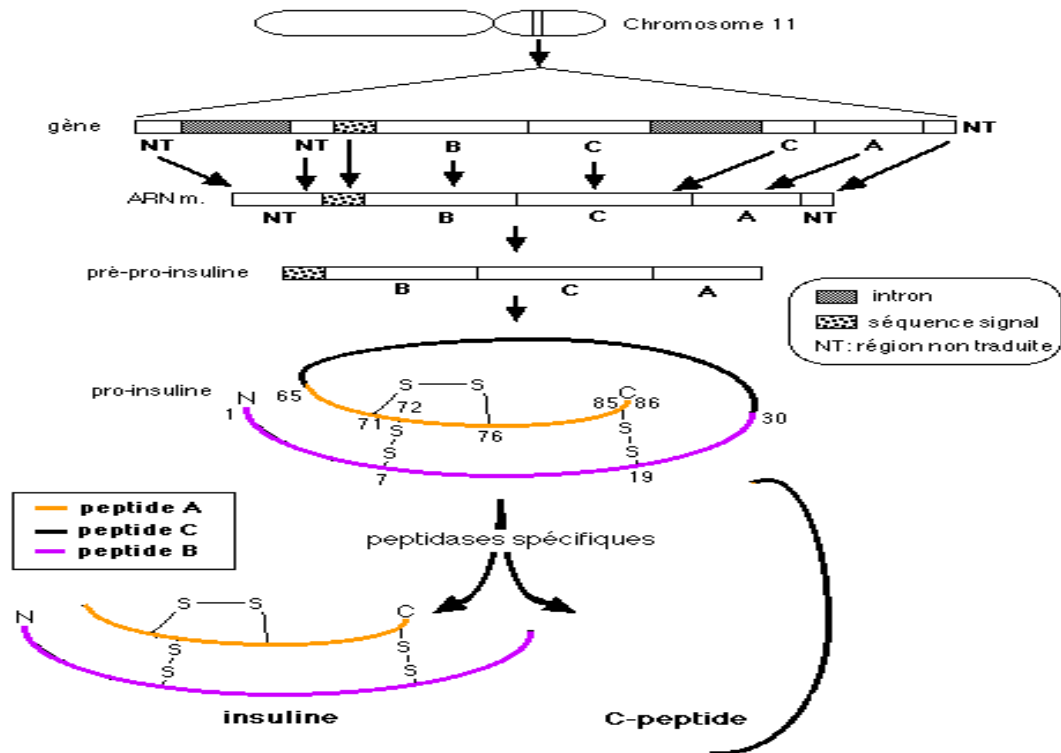 Chromosome 11
gène
NT NT B C C A NT
ARN m.
NT B C A NT
prè-pro-insuline
B C A
intron
séquence signal
NT: région non traduite
pro-insuline
N 1 65 71 72 S S 76 85 C 86 30
S S 7 S S 19
peptide A
peptide C
peptide B
peptidases spécifiques
N S S C
S S S S
insuline
C-peptide